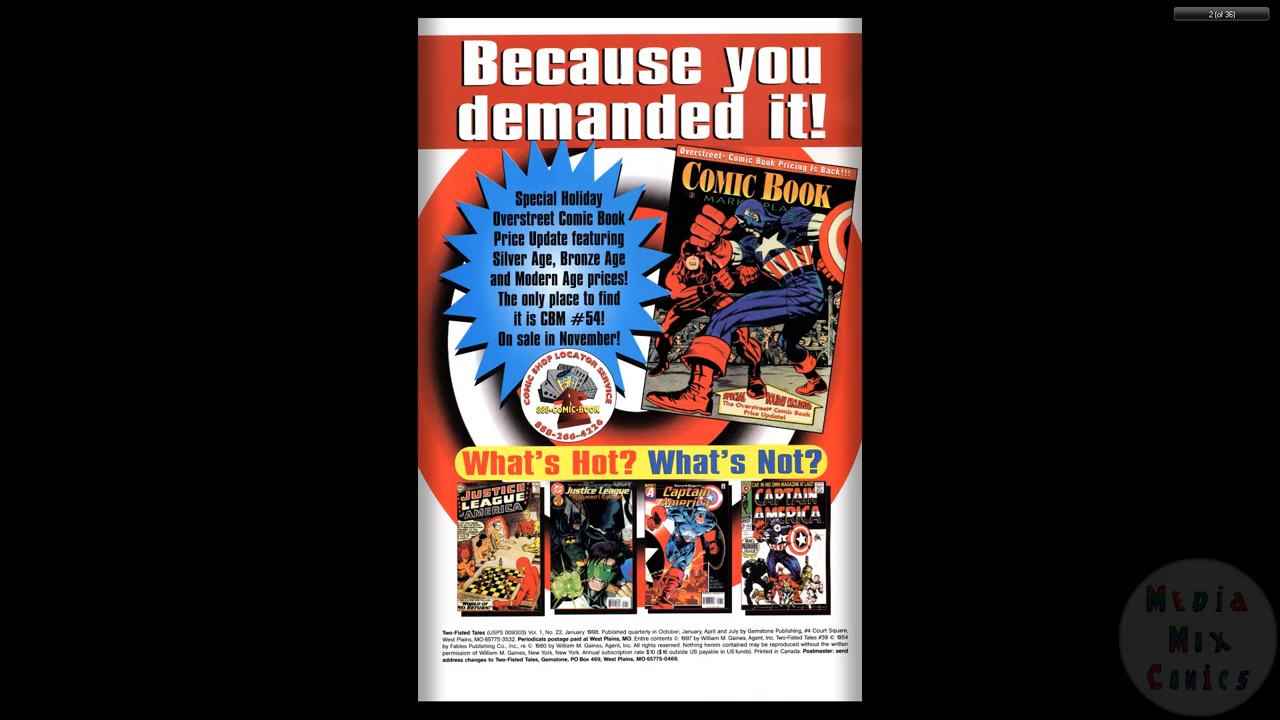 2 (of 36)
Because you
demanded it!
Overstreet® Comic Book Pricing Is Back!!!
COMIC BOOK
Special Holiday
Overstreet Comic Book
Price Update featuring
Silver Age, Bronze Age
and Modern Age prices!
The only place to find
it is CBM #54!
On sale in November!
COMIC SHOP LOCATOR SERVICE
888-COMIC-BOOK
888-266-4226
SPECIAL
The Overstreet® Comic Book
Price Update!
What's Hot? What's Not?
JUSTICE
LEAGUE
OF AMERICA
Justice League
Captain
America
CAPTAIN
AMERICA
Two-Fisted Tales (USPS 009303) Vol. 1, No. 22, January 1998. Published quarterly in October, January, April and July by Gemstone Publishing, #4 Court Square,
West Plains, MO 65775-3532. Periodicals postage paid at West Plains, MO. Entire contents © 1997 by William M. Gaines, Agent, Inc. Two-Fisted Tales #39 © 1954
by Fables Publishing Co., Inc., re © 1980 by William M. Gaines, Agent, Inc. All rights reserved. Nothing herein contained may be reproduced without the written
permission of William M. Gaines, New York, New York. Annual subscription rate $10 ($16 outside US payable in US funds). Printed in Canada. Postmaster: send
address changes to Two-Fisted Tales, Gemstone, PO Box 469, West Plains, MO 65775-0469.
MEDIA
MIX
COMICS